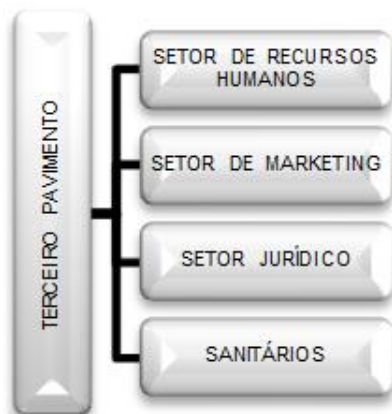 TERCEIRO PAVIMENTO
SETOR DE RECURSOS
HUMANOS
SETOR DE MARKETING
SETOR JURÍDICO
SANITÁRIOS